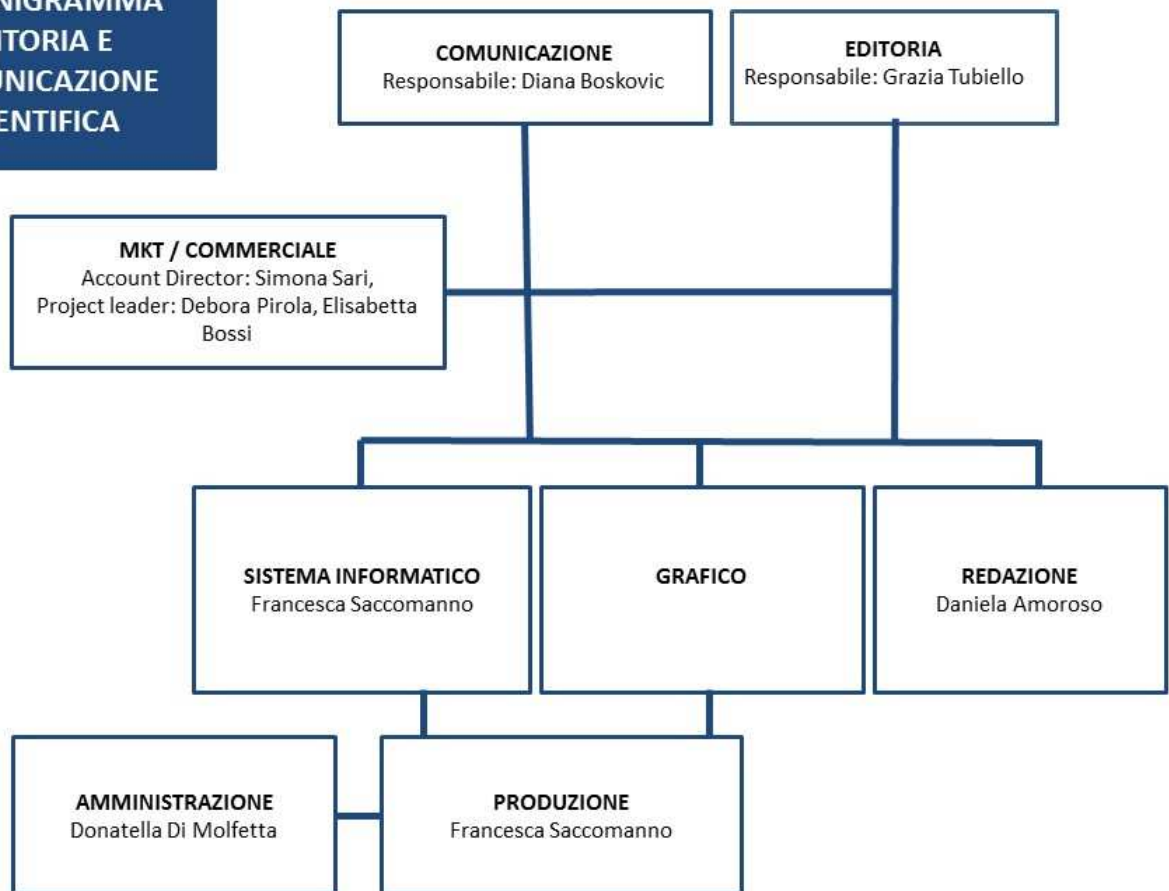 NIGRAMMA
ITORIA E
UNICAZIONE
ENTIFICA
COMUNICAZIONE
Responsabile: Diana Boskovic
EDITORIA
Responsabile: Grazia Tubiello
MKT / COMMERCIALE
Account Director: Simona Sari,
Project leader: Debora Pirola, Elisabetta
Bossi
SISTEMA INFORMATICO
Francesca Saccomanno
GRAFICO
REDAZIONE
Daniela Amoroso
AMMINISTRAZIONE
Donatella Di Molfetta
PRODUZIONE
Francesca Saccomanno